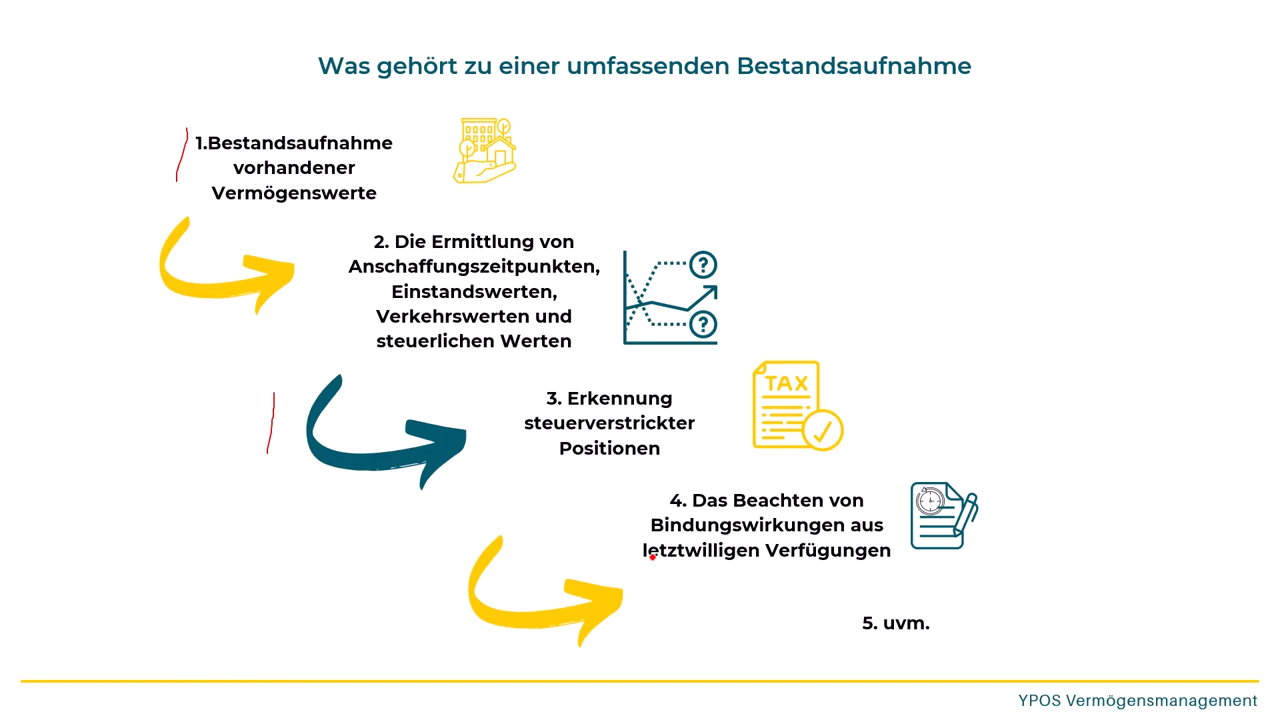 Was gehört zu einer umfassenden Bestandsaufnahme
1.Bestandsaufnahme
vorhandener
Vermögenswerte
2. Die Ermittlung von
Anschaffungszeitpunkten,
Einstandswerten,
Verkehrswerten und
steuerlichen Werten
?
?
TAX
3. Erkennung
steuerverstrickter
Positionen
4. Das Beachten von
Bindungswirkungen aus
letztwilligen Verfügungen
5. uvm.
YPOS Vermögensmanagement